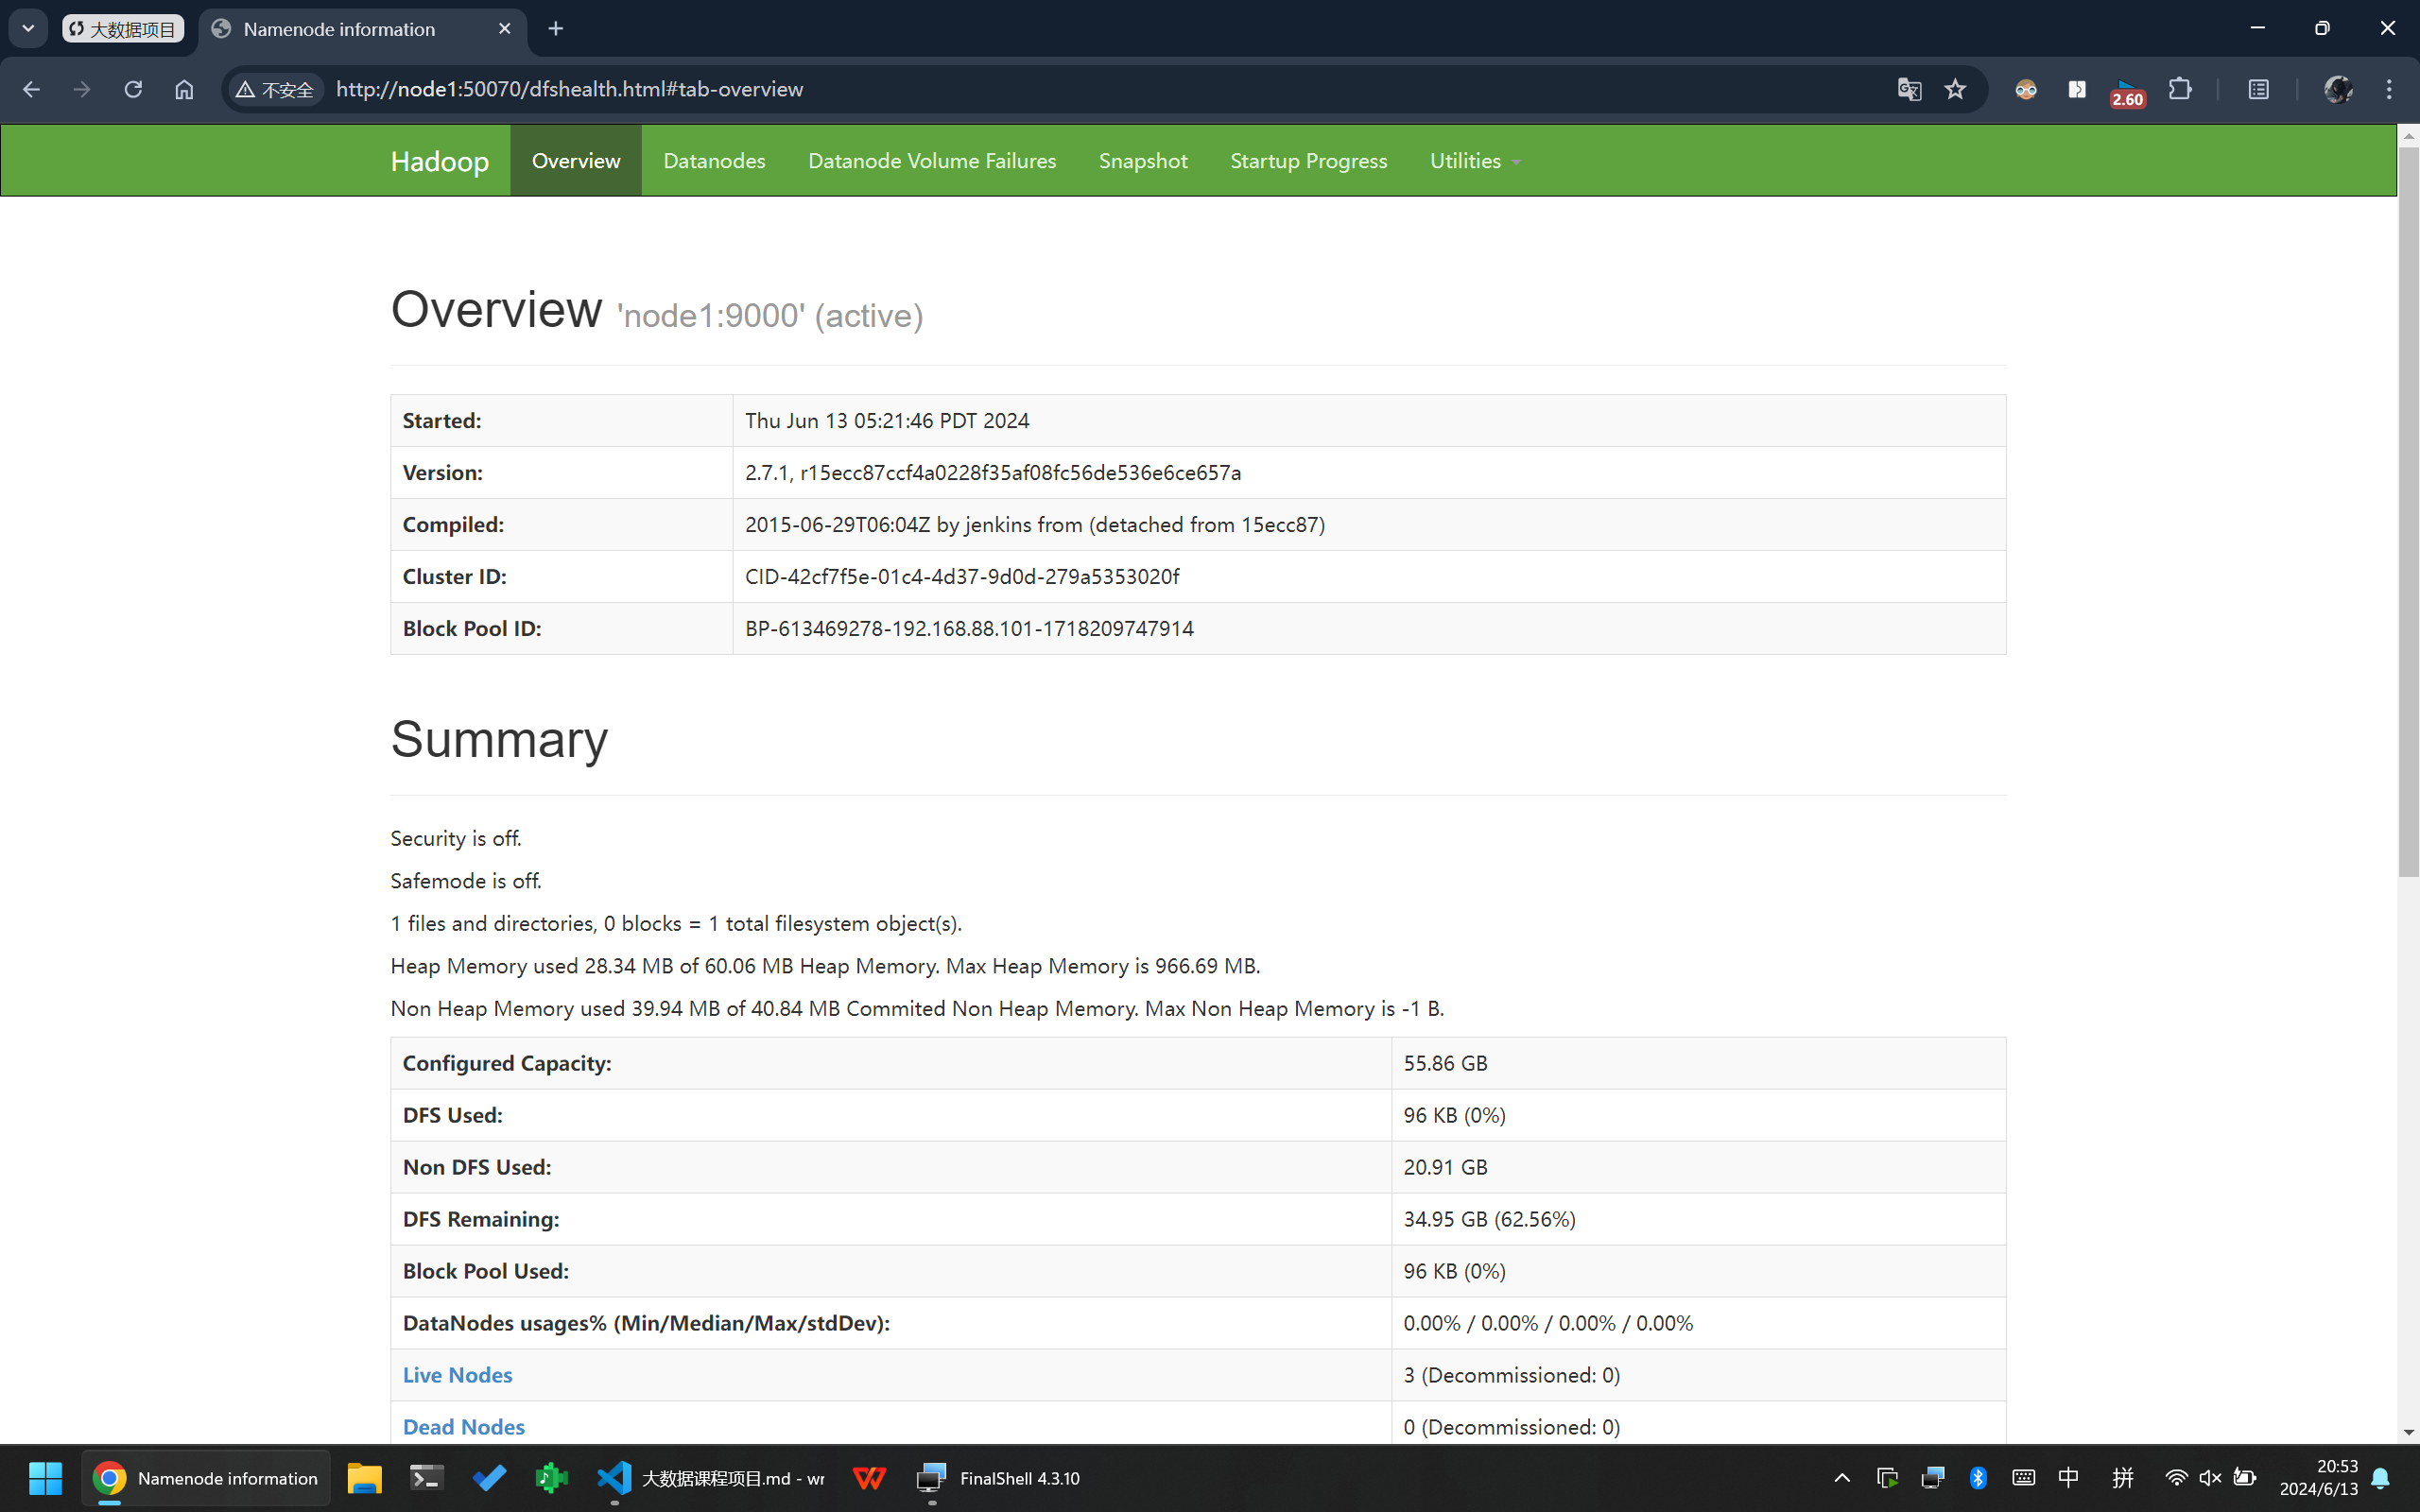 大数据项目
Namenode information
不安全
http://node1:50070/dfshealth.html#tab-overview
2.60
Hadoop Overview Datanodes Datanode Volume Failures Snapshot Startup Progress Utilities
Overview 'node1:9000' (active)
Started: Thu Jun 13 05:21:46 PDT 2024
Version: 2.7.1, r15ecc87ccf4a0228f35af08fc56de536e6ce657a
Compiled: 2015-06-29T06:04Z by jenkins from (detached from 15ecc87)
Cluster ID: CID-42cf7f5e-01c4-4d37-9d0d-279a5353020f
Block Pool ID: BP-613469278-192.168.88.101-1718209747914
Summary
Security is off.
Safemode is off.
1 files and directories, 0 blocks = 1 total filesystem object(s).
Heap Memory used 28.34 MB of 60.06 MB Heap Memory. Max Heap Memory is 966.69 MB.
Non Heap Memory used 39.94 MB of 40.84 MB Commited Non Heap Memory. Max Non Heap Memory is -1 B.
Configured Capacity: 55.86 GB
DFS Used: 96 KB (0%)
Non DFS Used: 20.91 GB
DFS Remaining: 34.95 GB (62.56%)
Block Pool Used: 96 KB (0%)
DataNodes usages% (Min/Median/Max/stdDev): 0.00% / 0.00% / 0.00% / 0.00%
Live Nodes 3 (Decommissioned: 0)
Dead Nodes 0 (Decommissioned: 0)
Namenode information
大数据课程项目.md - wr
FinalShell 4.3.10
中
拼
20:53
2024/6/13